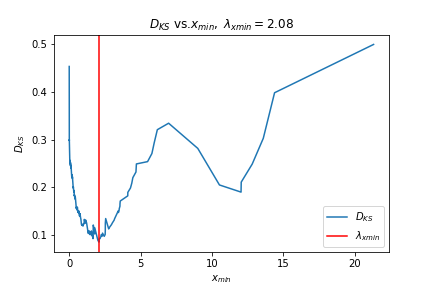 D_KS vs.x_min, λ_xmin = 2.08
0.5
0.4
0.3
0.2
0.1
D_KS
0 5 10 15 20
x_min
D_KS
λ_xmin